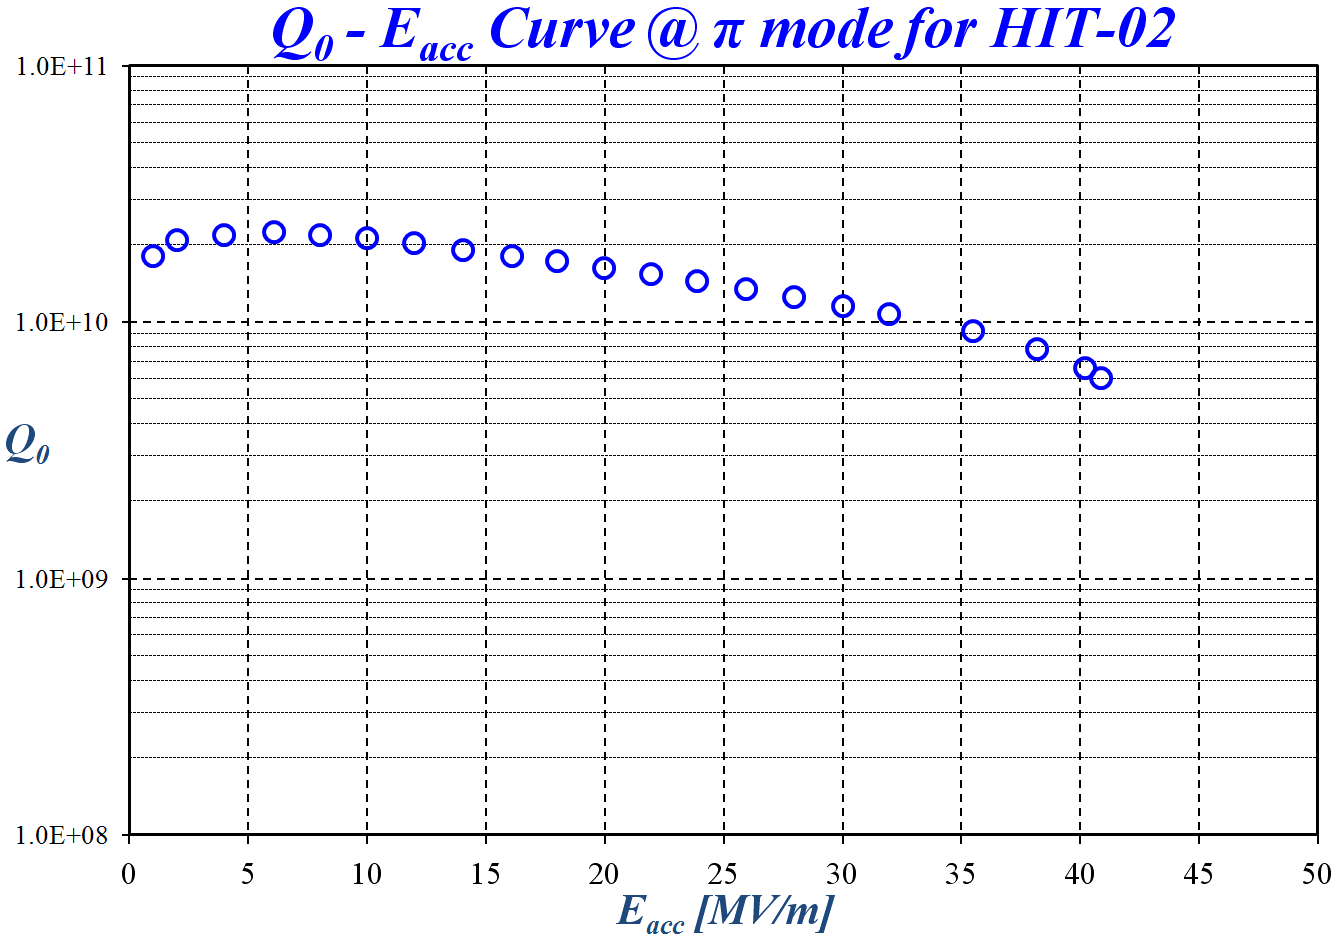 Q0 - Eacc Curve @ π mode for HIT-02
1.0E+11
1.0E+10
Q0
1.0E+09
1.0E+08
0 5 10 15 20 25 30 35 40 45 50
Eacc [MV/m]